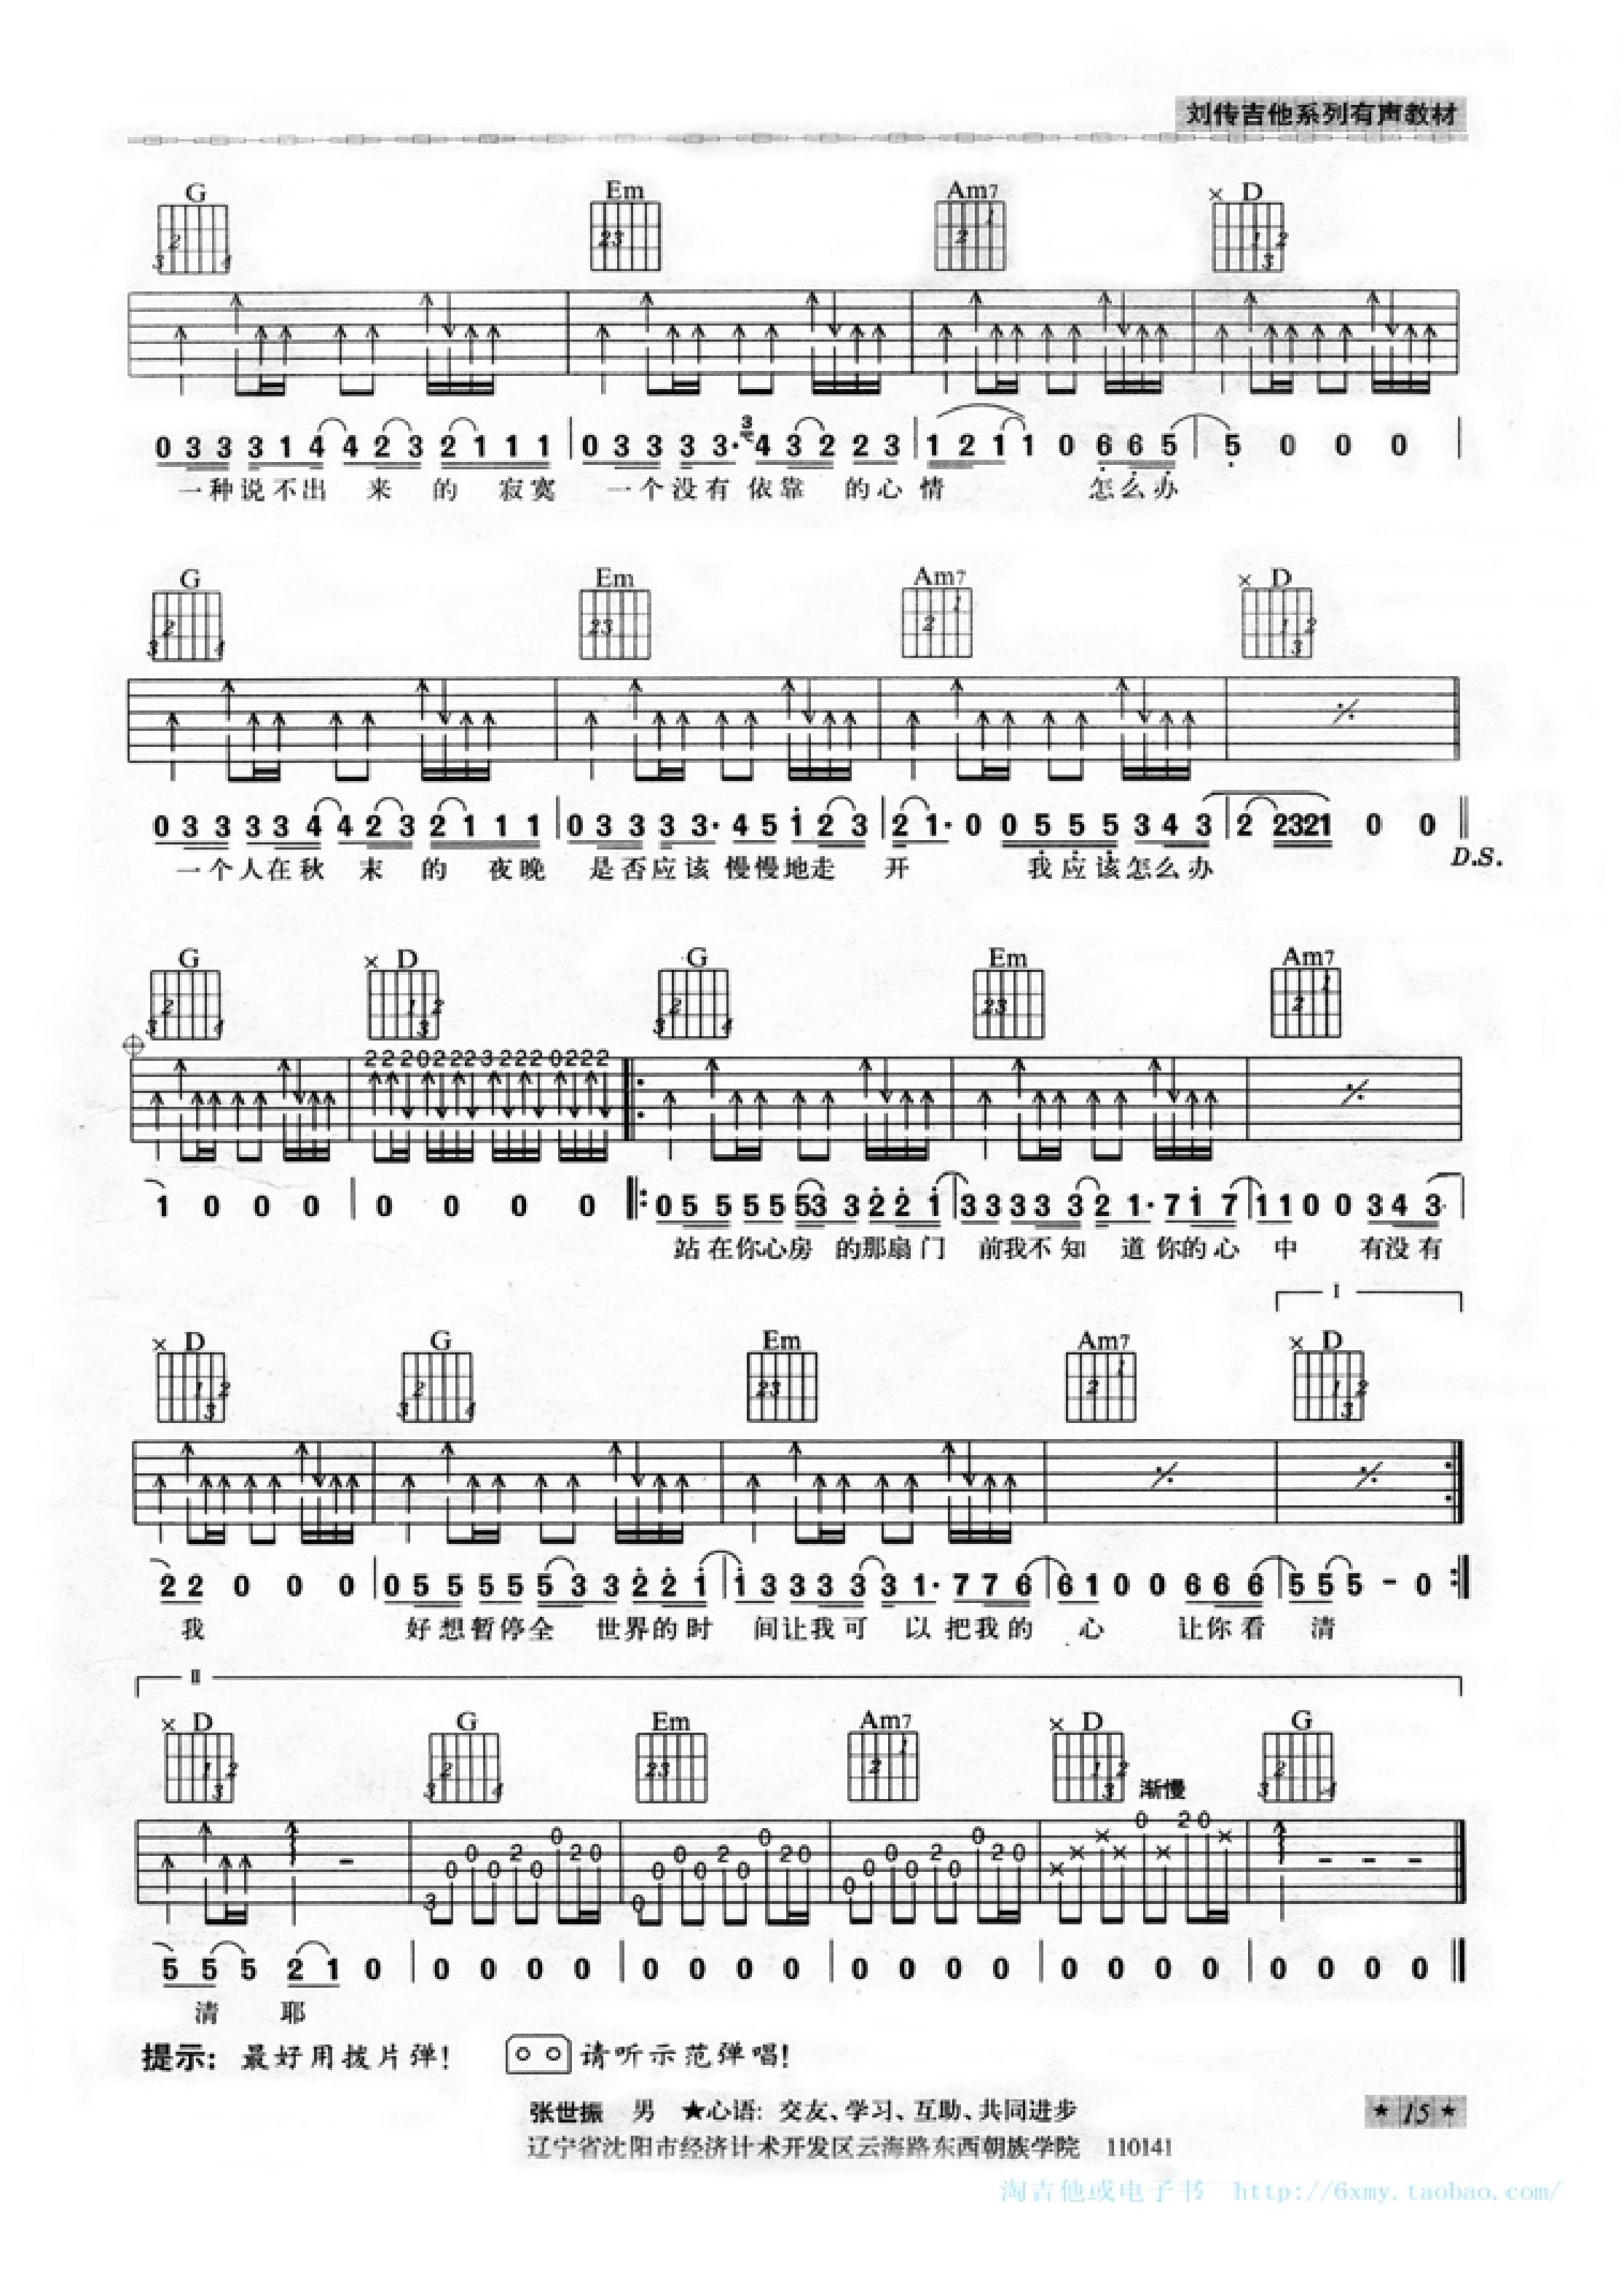 刘传吉他系列有声教材
G Em Am7 × D
0 3 3 3 1 4 4 2 3 2 1 1 1 0 3 3 3 3· 3 4 3 2 2 3 1 2 1 1 0 6 6 5 5 0 0 0
一种说不出 来 的 寂寞 一个没有依靠 的心情 怎么办
G Em Am7 × D
0 3 3 3 3 4 4 2 3 2 1 1 1 0 3 3 3 3· 4 5 1 2 3 2 1· 0 0 5 5 5 3 4 3 2 2321 0 0
D.S.
一个人在秋 末 的 夜晚 是否应该慢慢地走 开 我应该怎么办
G × D G Em Am7
222022232220222
1 0 0 0 0 0 0 0 0 5 5 5 5 53 3 2 2 1 3 3 3 3 3 2 1· 7 1 7 1 1 0 0 3 4 3
站在你心房 的那扇门 前我不知 道你的心 中 有没有
I
× D G Em Am7 × D
2 2 0 0 0 0 5 5 5 5 5 3 3 2 2 1 1 3 3 3 3 3 1· 7 7 6 6 1 0 0 6 6 6 5 5 5 - 0
我 好想暂停全 世界的时 间让我可 以把我的 心 让你看 清
II
× D G Em Am7 × D G
渐慢
3 0 0 0 2 0 0 2 0 0 0 0 0 2 0 0 2 0 0 0 0 0 2 0 0 2 0 × × × × 0 × 2 0 ×
5 5 5 2 1 0 0 0 0 0 0 0 0 0 0 0 0 0 0 0 0 0 0 0 0 0
清 耶
提示: 最好用拨片弹! 请听示范弹唱!
张世振 男 ★心语: 交友、学习、互助、共同进步
辽宁省沈阳市经济计术开发区云海路东西朝族学院 110141
★ 15 ★
淘吉他或电子书 http://6xmy.taobao.com/